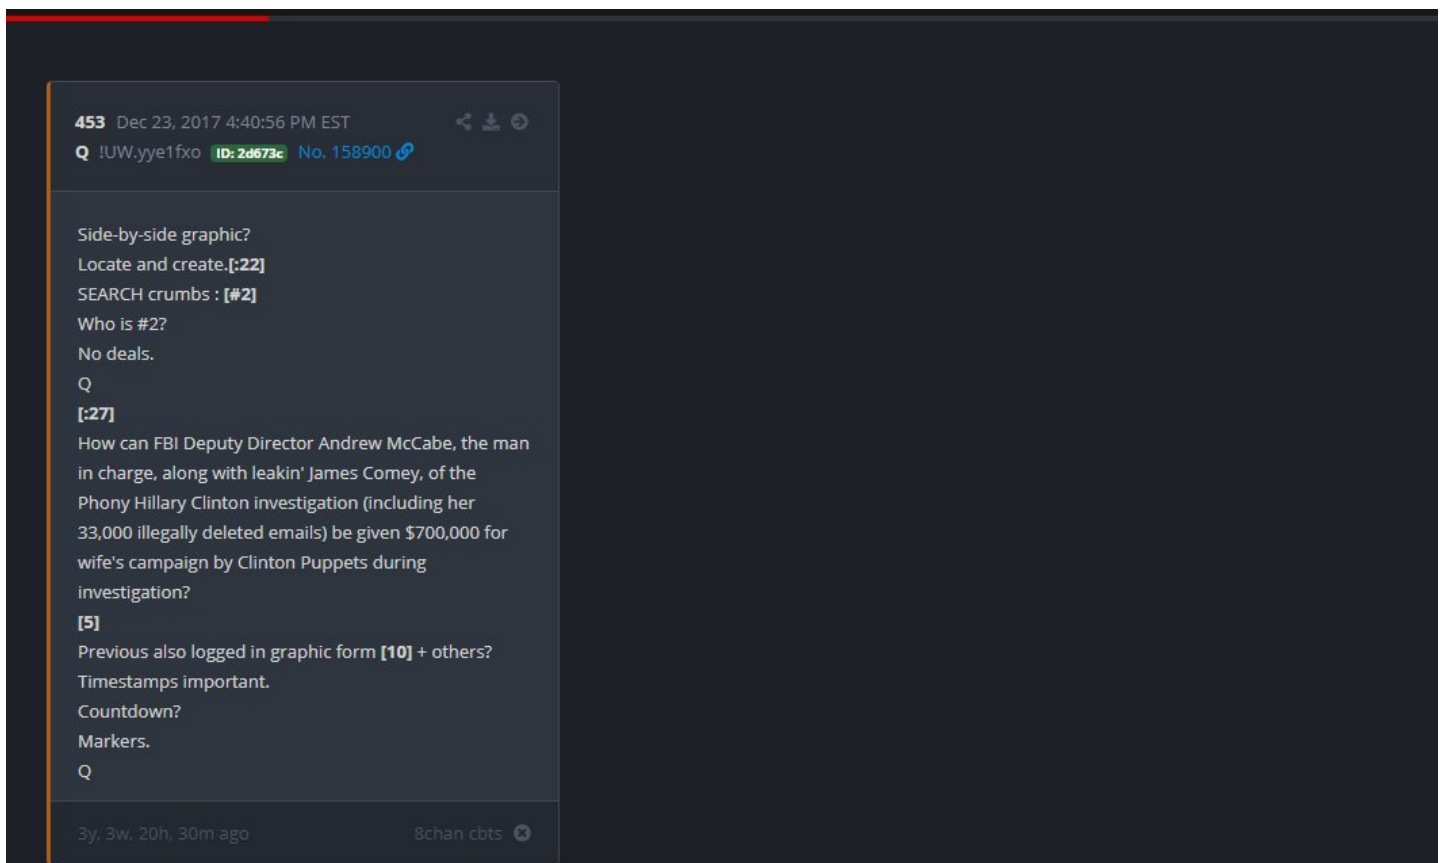 453 Dec 23, 2017 4:40:56 PM EST
Q !UW.yye1fxo ID: 2d673c No. 158900
Side-by-side graphic?
Locate and create.[:22]
SEARCH crumbs : [#2]
Who is #2?
No deals.
Q
[:27]
How can FBI Deputy Director Andrew McCabe, the man
in charge, along with leakin' James Comey, of the
Phony Hillary Clinton investigation (including her
33,000 illegally deleted emails) be given $700,000 for
wife's campaign by Clinton Puppets during
investigation?
[5]
Previous also logged in graphic form [10] + others?
Timestamps important.
Countdown?
Markers.
Q
3y, 3w, 20h, 30m ago 8chan cbts